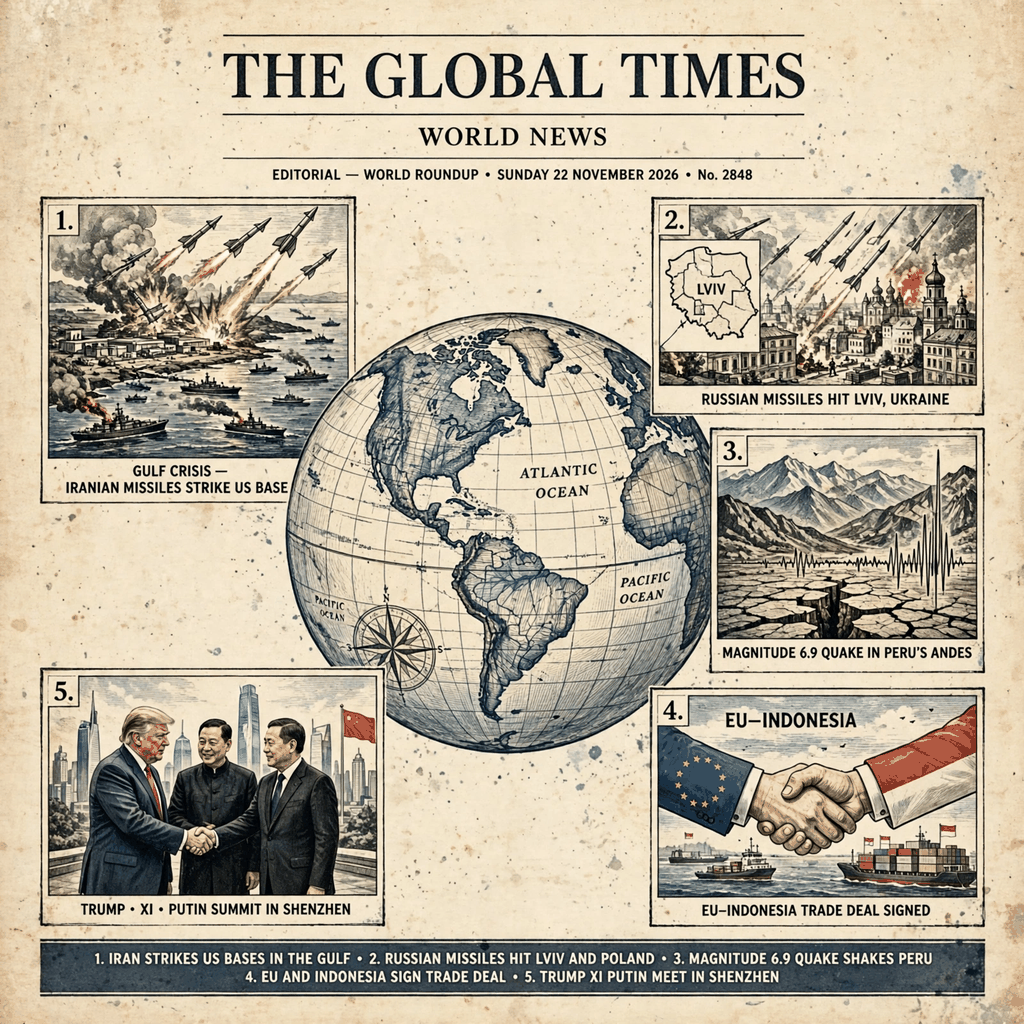 THE GLOBAL TIMES
WORLD NEWS
EDITORIAL — WORLD ROUNDUP • SUNDAY 22 NOVEMBER 2026 • No. 2848
1.
GULF CRISIS —
IRANIAN MISSILES STRIKE US BASE
2.
LVIV
RUSSIAN MISSILES HIT LVIV, UKRAINE
ATLANTIC
OCEAN
PACIFIC
OCEAN
PACIFIC
OCEAN
N
S
3.
MAGNITUDE 6.9 QUAKE IN PERU'S ANDES
5.
TRUMP • XI • PUTIN SUMMIT IN SHENZHEN
4.
EU–INDONESIA
EU–INDONESIA TRADE DEAL SIGNED
1. IRAN STRIKES US BASES IN THE GULF • 2. RUSSIAN MISSILES HIT LVIV AND POLAND • 3. MAGNITUDE 6.9 QUAKE SHAKES PERU
4. EU AND INDONESIA SIGN TRADE DEAL • 5. TRUMP XI PUTIN MEET IN SHENZHEN